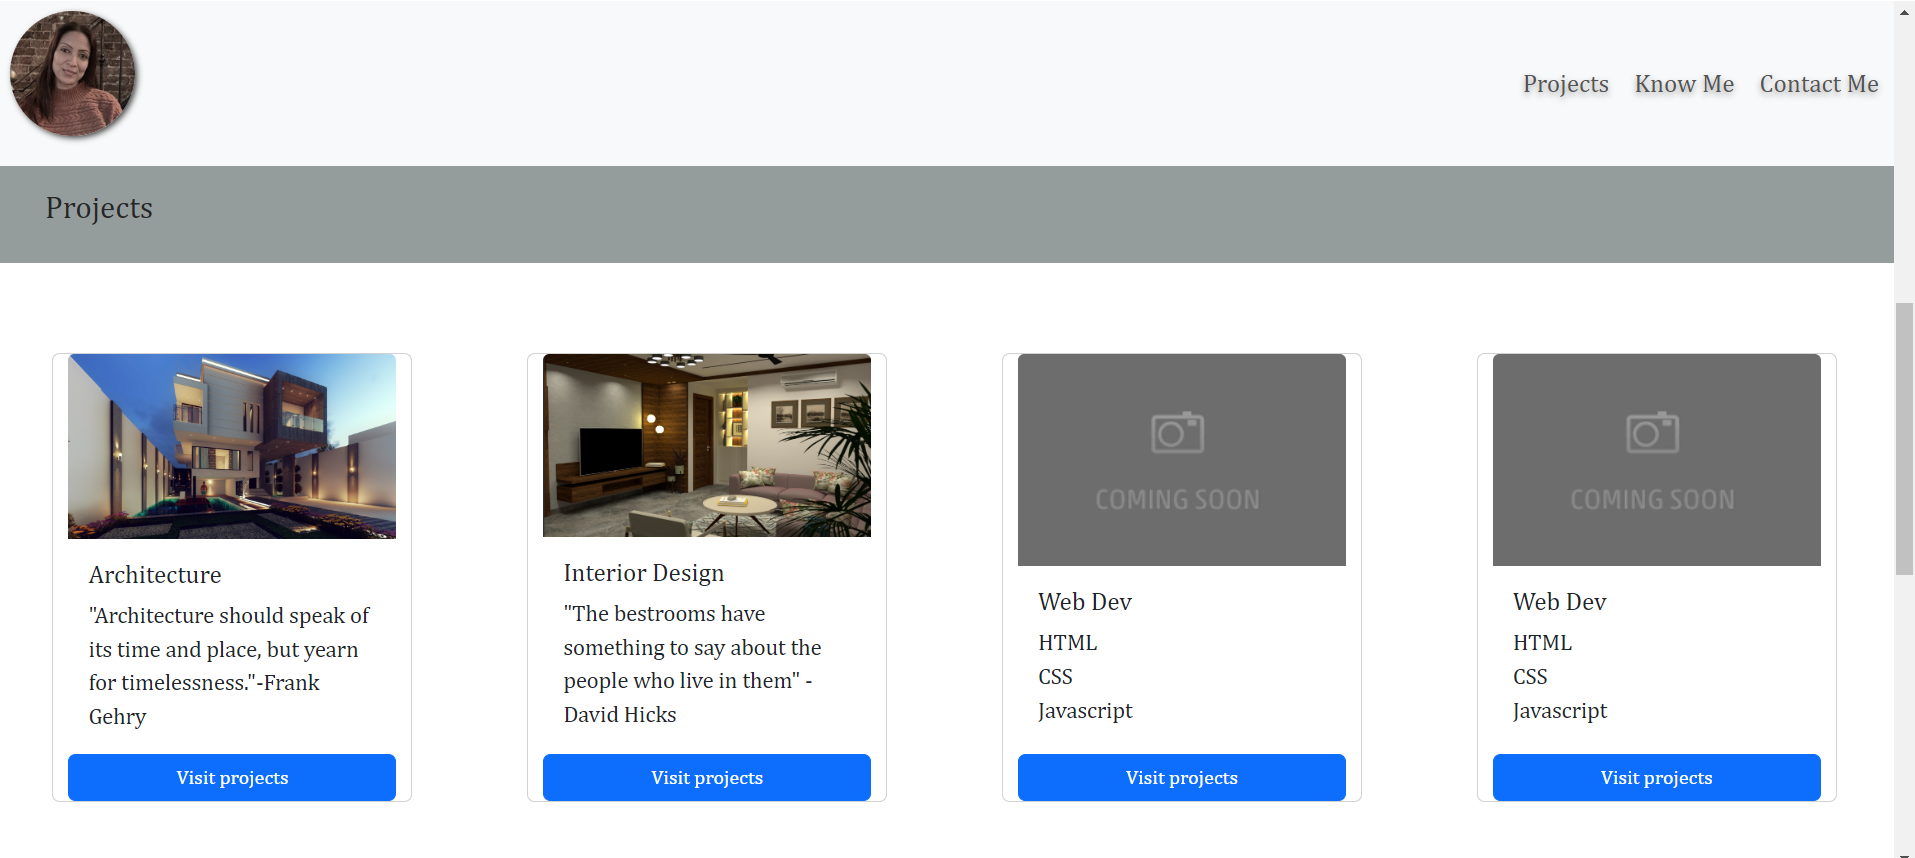 Projects Know Me Contact Me
Projects
Architecture
"Architecture should speak of
its time and place, but yearn
for timelessness."-Frank
Gehry
Visit projects
Interior Design
"The bestrooms have
something to say about the
people who live in them" -
David Hicks
Visit projects
COMING SOON
Web Dev
HTML
CSS
Javascript
Visit projects
COMING SOON
Web Dev
HTML
CSS
Javascript
Visit projects